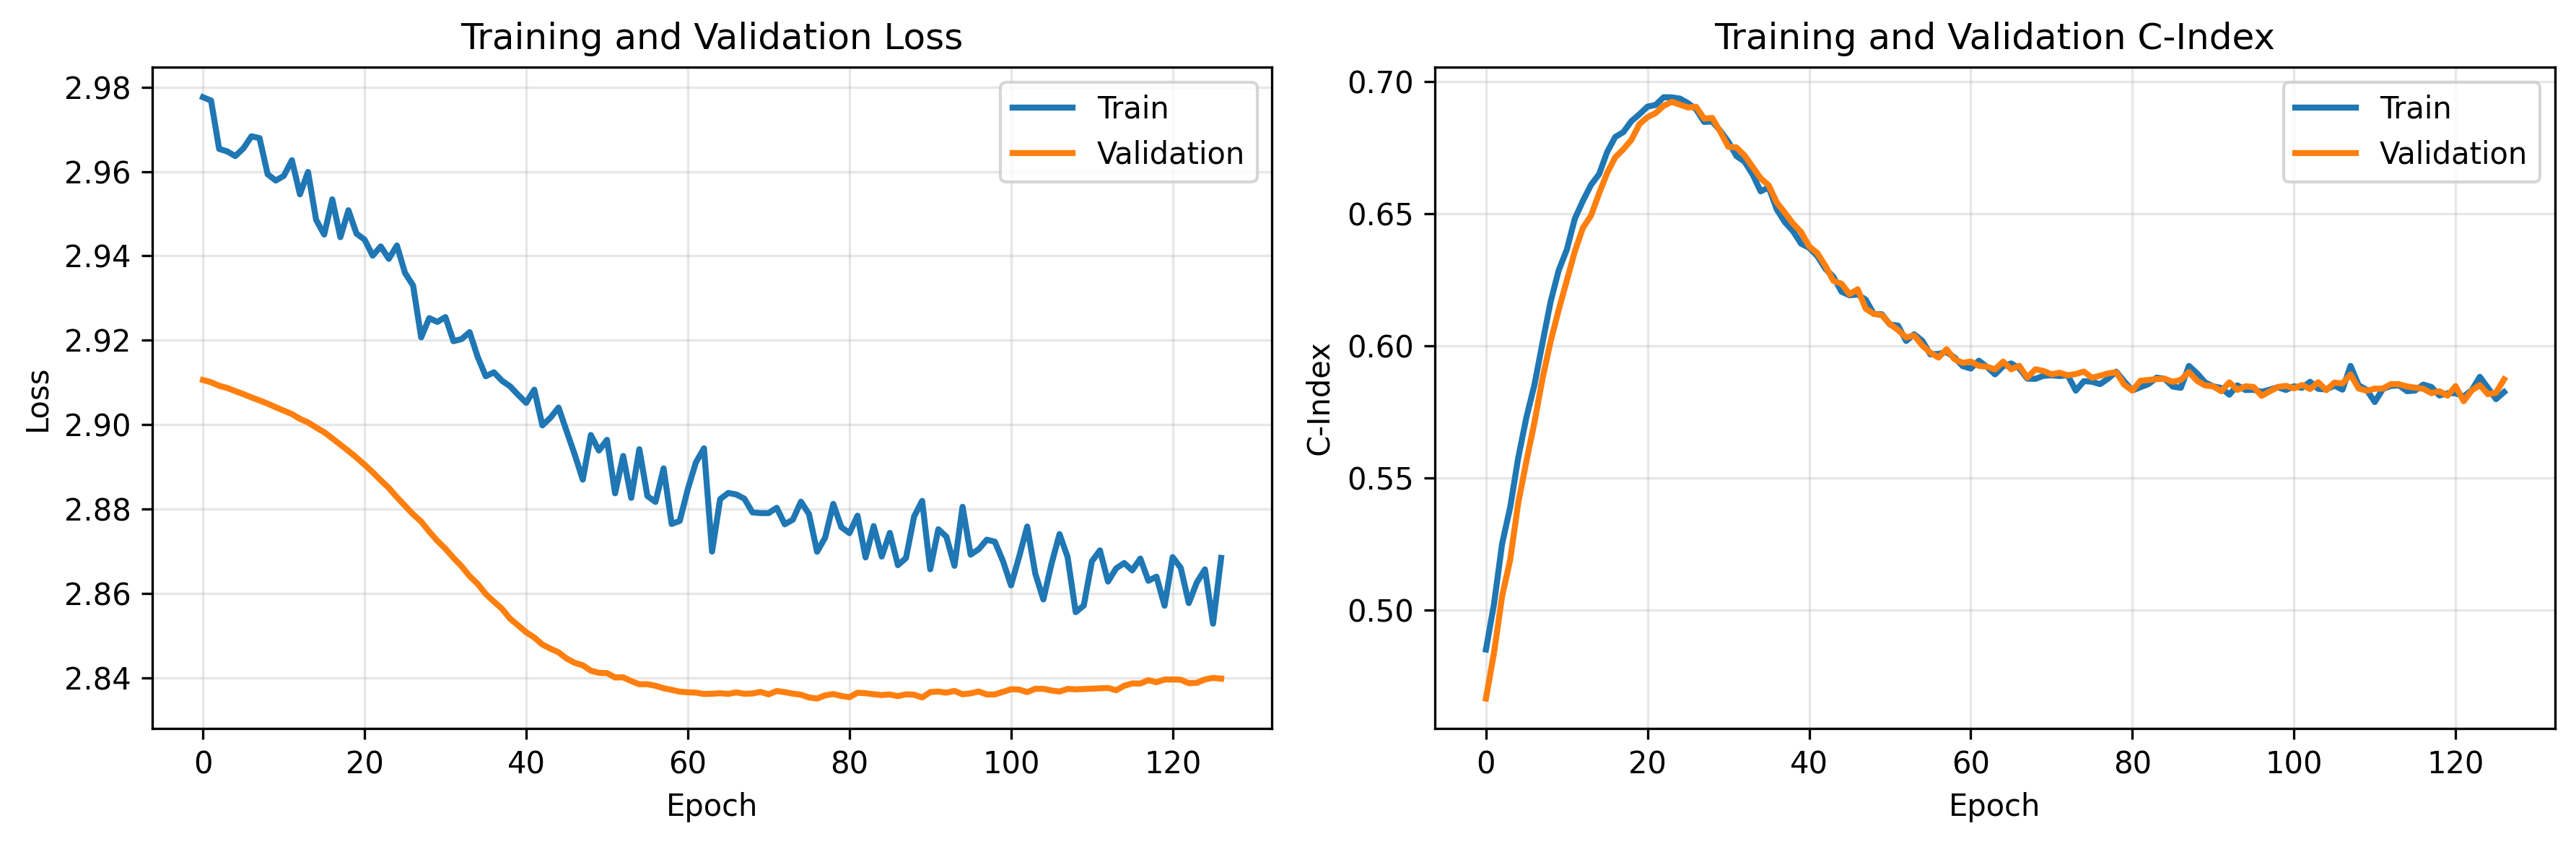 Training and Validation Loss
2.98
2.96
2.94
2.92
2.90
2.88
2.86
2.84
Loss
0
20
40
60
80
100
120
Epoch
Train
Validation
Training and Validation C-Index
0.70
0.65
0.60
0.55
0.50
C-Index
0
20
40
60
80
100
120
Epoch
Train
Validation